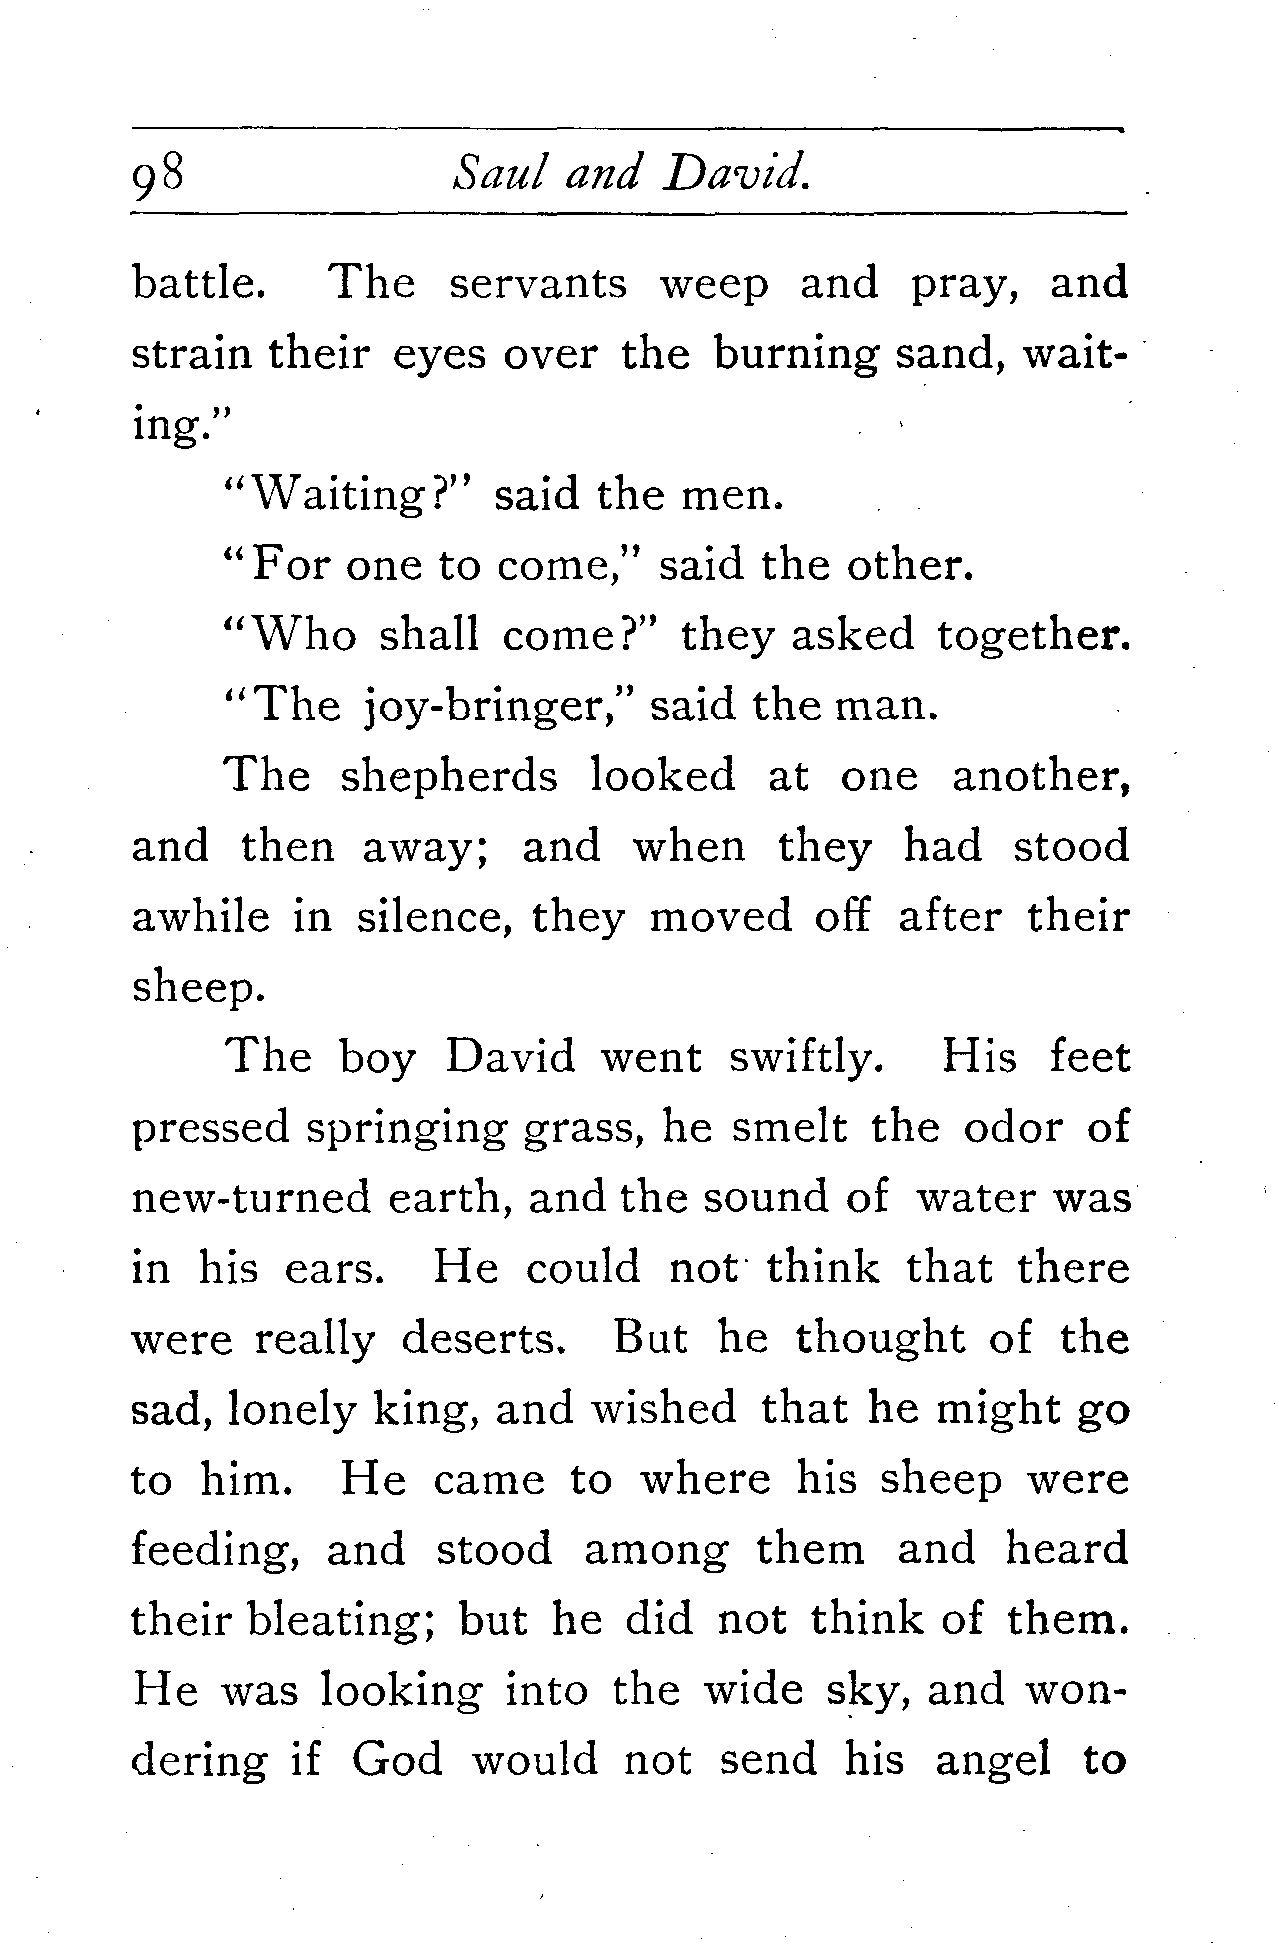 98 Saul and David.
battle. The servants weep and pray, and
strain their eyes over the burning sand, wait-
ing."
"Waiting?" said the men.
"For one to come," said the other.
"Who shall come?" they asked together.
"The joy-bringer," said the man.
The shepherds looked at one another,
and then away; and when they had stood
awhile in silence, they moved off after their
sheep.
The boy David went swiftly. His feet
pressed springing grass, he smelt the odor of
new-turned earth, and the sound of water was
in his ears. He could not think that there
were really deserts. But he thought of the
sad, lonely king, and wished that he might go
to him. He came to where his sheep were
feeding, and stood among them and heard
their bleating; but he did not think of them.
He was looking into the wide sky, and won-
dering if God would not send his angel to